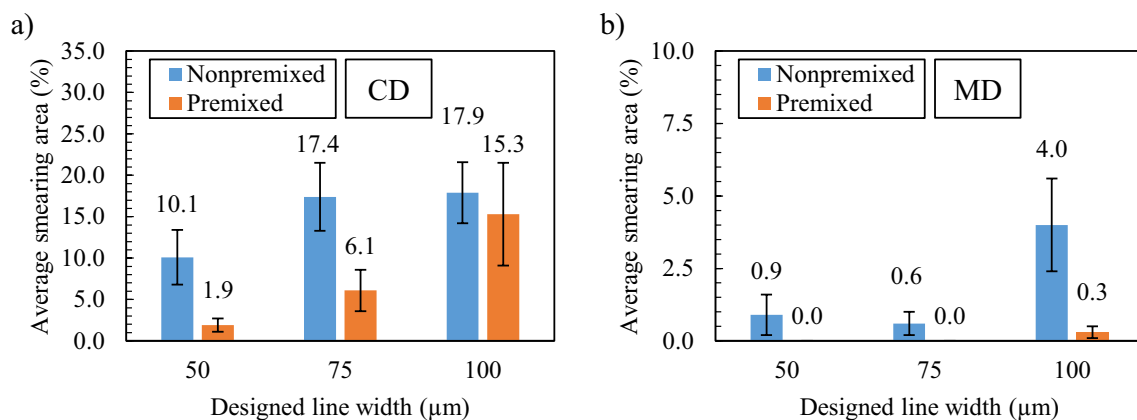 a)
Average smearing area (%)
35.0
30.0
25.0
20.0
15.0
10.0
5.0
0.0
Nonpremixed
Premixed
CD
10.1
1.9
17.4
6.1
17.9
15.3
50
75
100
Designed line width (µm)
b)
Average smearing area (%)
10.0
7.5
5.0
2.5
0.0
Nonpremixed
Premixed
MD
0.9
0.0
0.6
0.0
4.0
0.3
50
75
100
Designed line width (µm)